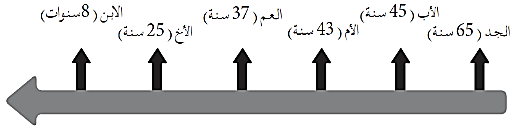 الجد (65 سنة)
الأب (45 سنة)
الأم (43 سنة)
العم (37 سنة)
الأخ (25 سنة)
الابن (8سنوات)